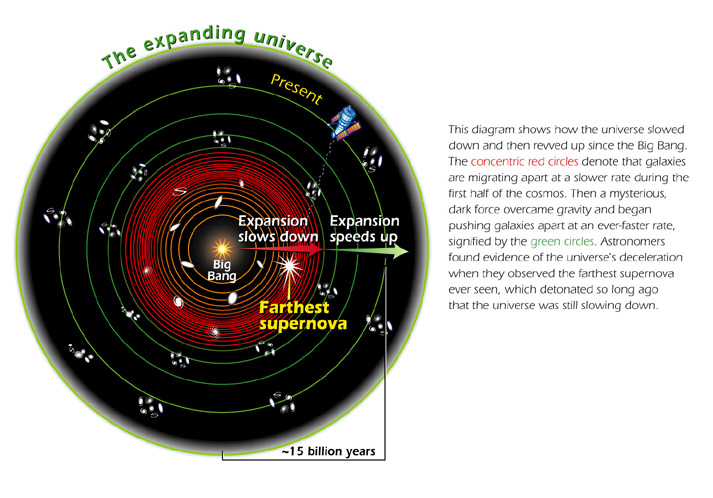 The expanding universe
Present
Expansion
slows down
Expansion
speeds up
Big
Bang
Farthest
supernova
~15 billion years
This diagram shows how the universe slowed
down and then revved up since the Big Bang.
The concentric red circles denote that galaxies
are migrating apart at a slower rate during the
first half of the cosmos. Then a mysterious,
dark force overcame gravity and began
pushing galaxies apart at an ever-faster rate,
signified by the green circles. Astronomers
found evidence of the universe's deceleration
when they observed the farthest supernova
ever seen, which detonated so long ago
that the universe was still slowing down.